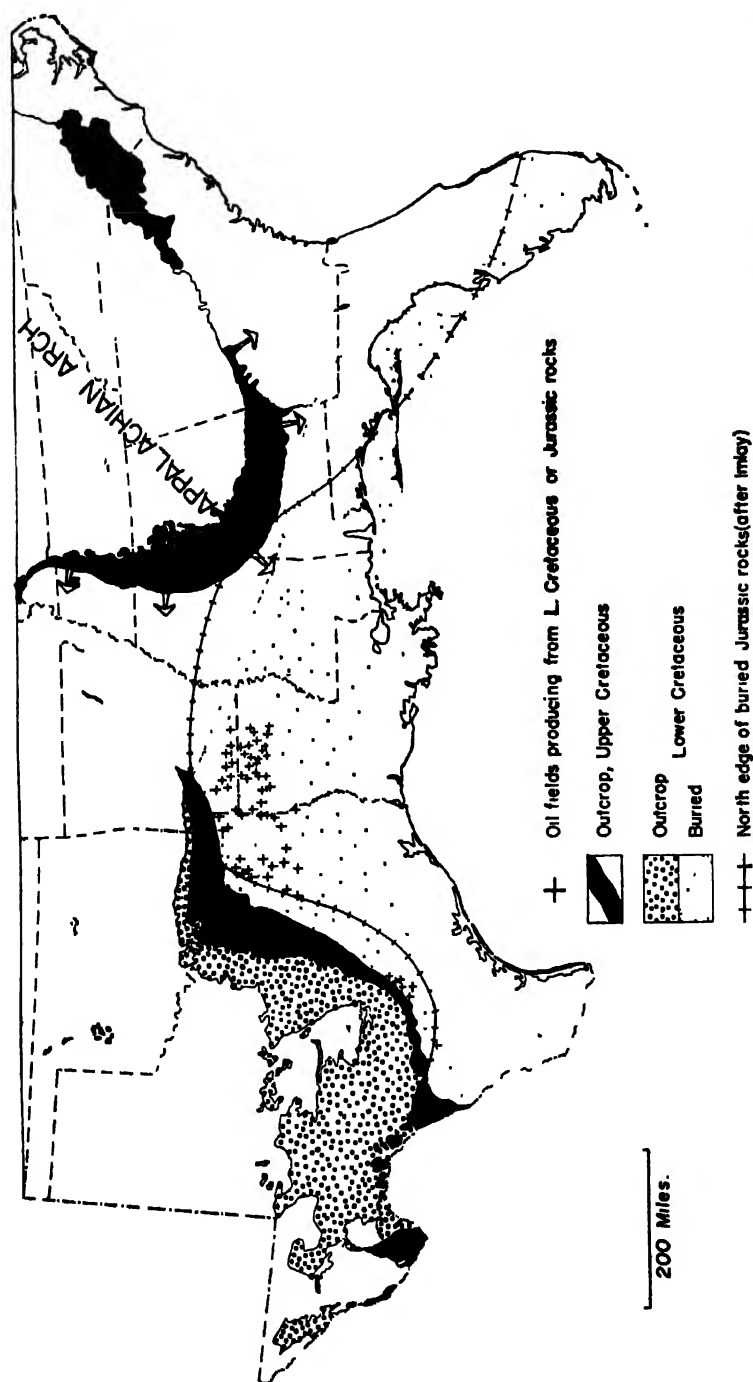 APPALACHIAN ARCH
+ Oil fields producing from L. Cretaceous or Jurassic rocks
Outcrop, Upper Cretaceous
Outcrop
Lower Cretaceous
Buried
North edge of buried Jurassic rocks(after Imlay)
200 Miles.